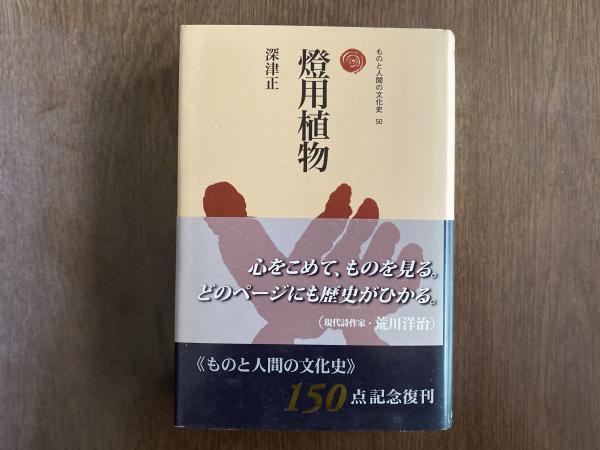 ものと人間の文化史 50
燈用植物
深津正
心をこめて、ものを見る。
どのページにも歴史がひかる。
(現代詩作家・荒川洋治)
《ものと人間の文化史》
150点記念復刊